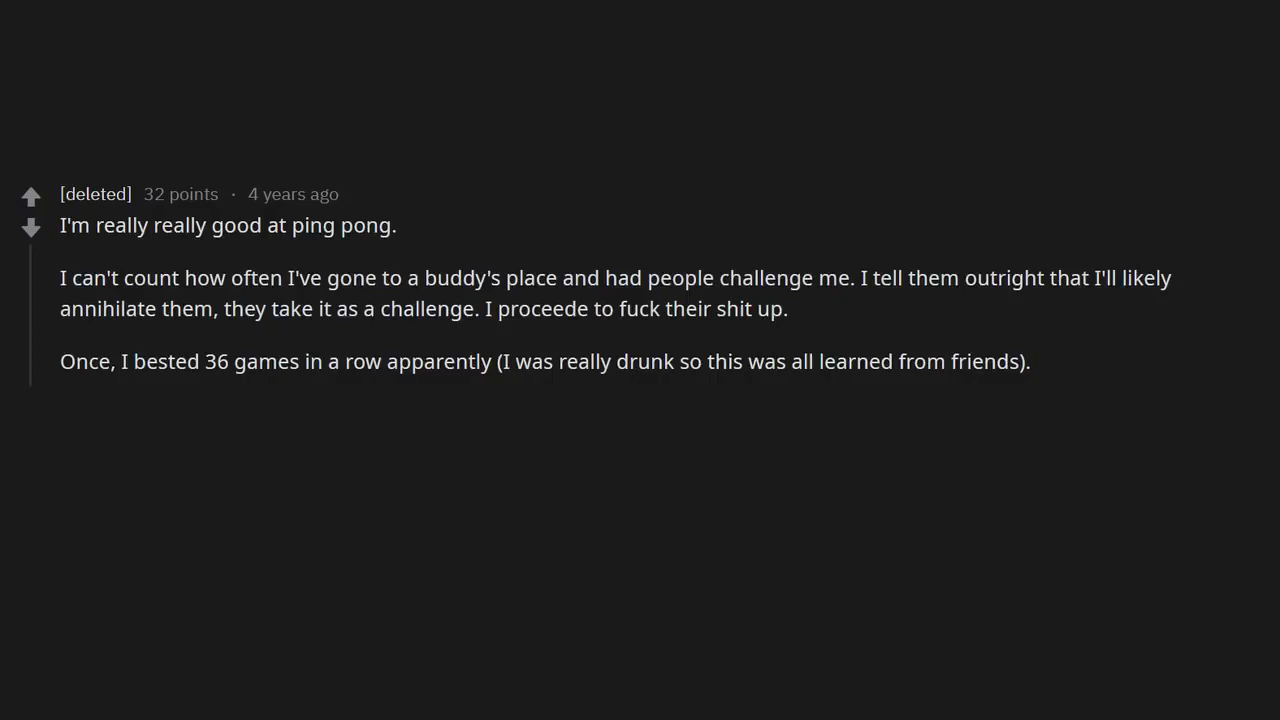 [deleted] 32 points · 4 years ago
I'm really really good at ping pong.
I can't count how often I've gone to a buddy's place and had people challenge me. I tell them outright that I'll likely
annihilate them, they take it as a challenge. I proceede to fuck their shit up.
Once, I bested 36 games in a row apparently (I was really drunk so this was all learned from friends).